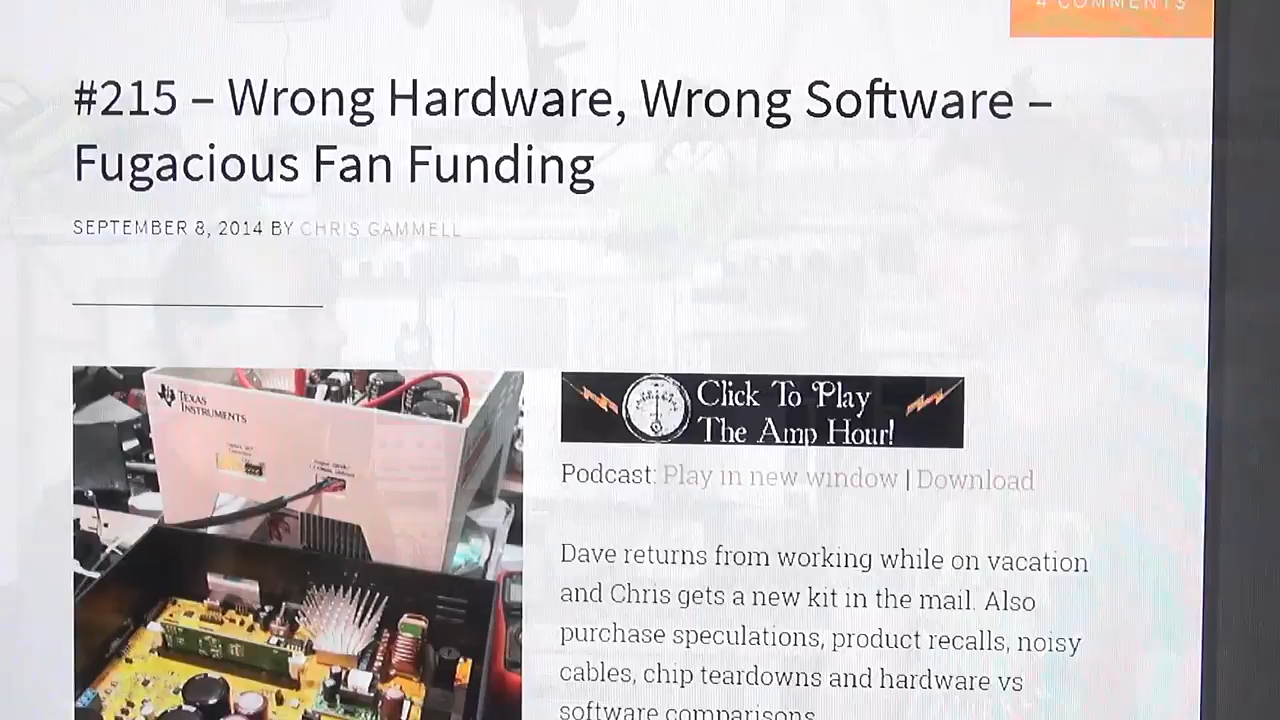 4 COMMENTS
#215 – Wrong Hardware, Wrong Software –
Fugacious Fan Funding
SEPTEMBER 8, 2014 BY CHRIS GAMMELL
TEXAS
INSTRUMENTS
Click To Play
The Amp Hour!
Podcast: Play in new window | Download
Dave returns from working while on vacation
and Chris gets a new kit in the mail. Also
purchase speculations, product recalls, noisy
cables, chip teardowns and hardware vs
software comparisons